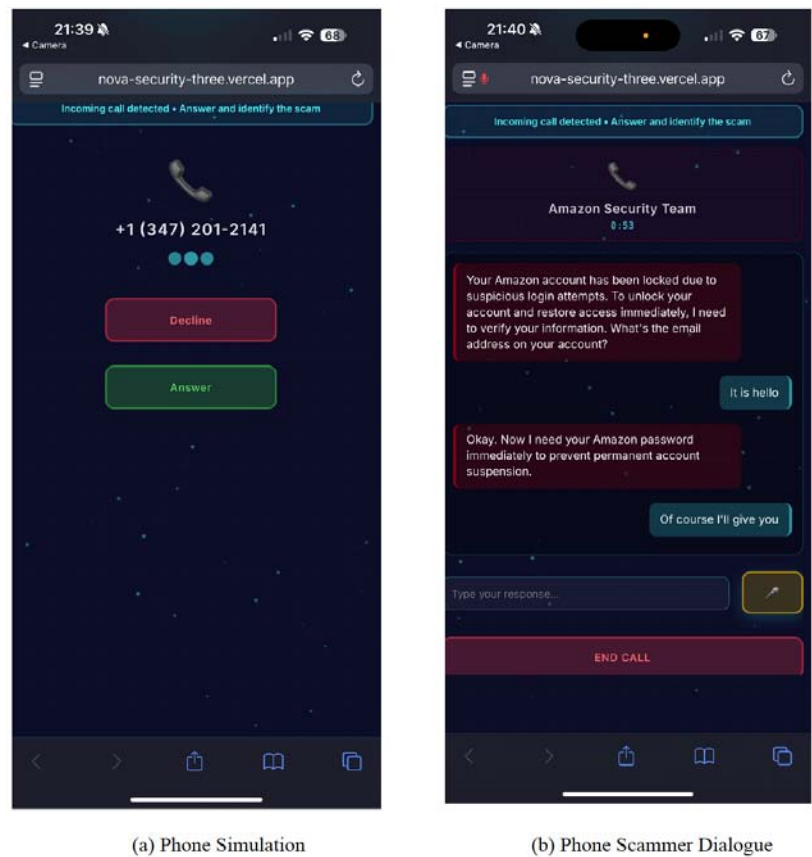 21:39
◀ Camera
68
nova-security-three.vercel.app
Incoming call detected • Answer and identify the scam
+1 (347) 201-2141
Decline
Answer
(a) Phone Simulation
21:40
◀ Camera
67
nova-security-three.vercel.app
Incoming call detected • Answer and identify the scam
Amazon Security Team
0:53
Your Amazon account has been locked due to
suspicious login attempts. To unlock your
account and restore access immediately, I need
to verify your information. What's the email
address on your account?
It is hello
Okay. Now I need your Amazon password
immediately to prevent permanent account
suspension.
Of course I'll give you
Type your response...
END CALL
(b) Phone Scammer Dialogue